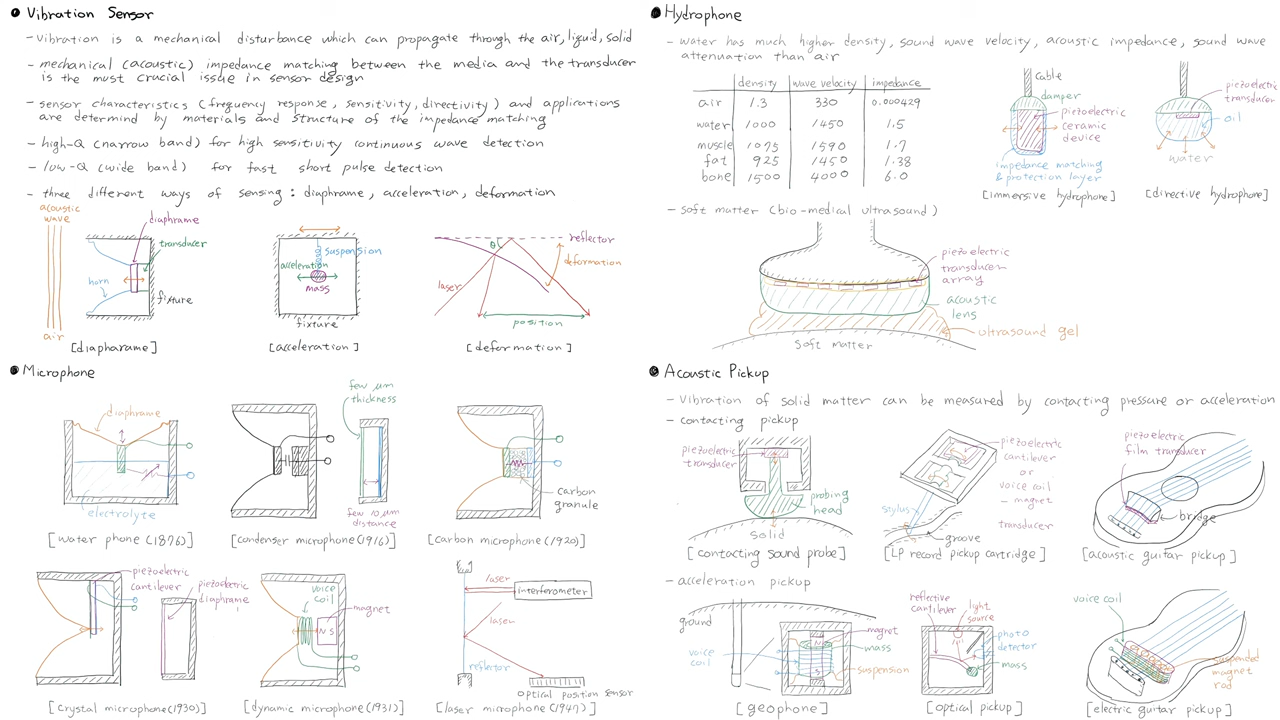 ● Vibration Sensor
- vibration is a mechanical disturbance which can propagate through the air, liquid, solid
- mechanical (acoustic) impedance matching between the media and the transducer
is the must crucial issue in sensor design
- sensor characteristics (frequency response, sensitivity, directivity) and applications
are determind by materials and structure of the impedance matching
- high-Q (narrow band) for high sensitivity continuous wave detection
- low-Q (wide band) for fast short pulse detection
- three different ways of sensing : diaphrame, acceleration, deformation
acoustic
wave
air
diaphrame
transducer
horn
fixture
[diapharame]
suspension
acceleration
mass
fixture
[acceleration]
θ
reflector
deformation
laser
position
[deformation]
● Microphone
diaphrame
electrolyte
[water phone (1876)]
few μm
thickness
few 10 μm
distance
[condenser microphone (1916)]
carbon
granule
[carbon microphone (1920)]
piezoelectric
cantilever
piezoelectric
diaphrame
[crystal microphone (1930)]
voice
coil
magnet
N S
[dynamic microphone (1931)]
laser
interferometer
laser
reflector
optical position sensor
[laser microphone (1947)]
● Hydrophone
- water has much higher density, sound wave velocity, acoustic impedance, sound wave
attenuation than air
density wave velocity impedance
air 1.3 330 0.000429
water 1000 1450 1.5
muscle 1075 1590 1.7
fat 925 1450 1.38
bone 1500 4000 6.0
cable
damper
piezoelectric
ceramic
device
impedance matching
& protection layer
[immersive hydrophone]
piezoelectric
transducer
oil
water
[directive hydrophone]
- soft matter (bio-medical ultrasound)
piezoelectric
transducer
array
acoustic
lens
ultrasound gel
soft matter
● Acoustic Pickup
- Vibration of solid matter can be measured by contacting pressure or acceleration
- contacting pickup
piezoelectric
transducer
probing
head
solid
[contacting sound probe]
piezoelectric
cantilever
or
voice coil
- magnet
transducer
stylus
groove
[LP record pickup cartridge]
piezoelectric
film transducer
bridge
[acoustic guitar pickup]
- acceleration pickup
ground
voice
coil
N
S
magnet
mass
suspension
[geophone]
reflective
cantilever
light
source
photo
detector
mass
[optical pickup]
voice coil
suspended
magnet
rod
[electric guitar pickup]